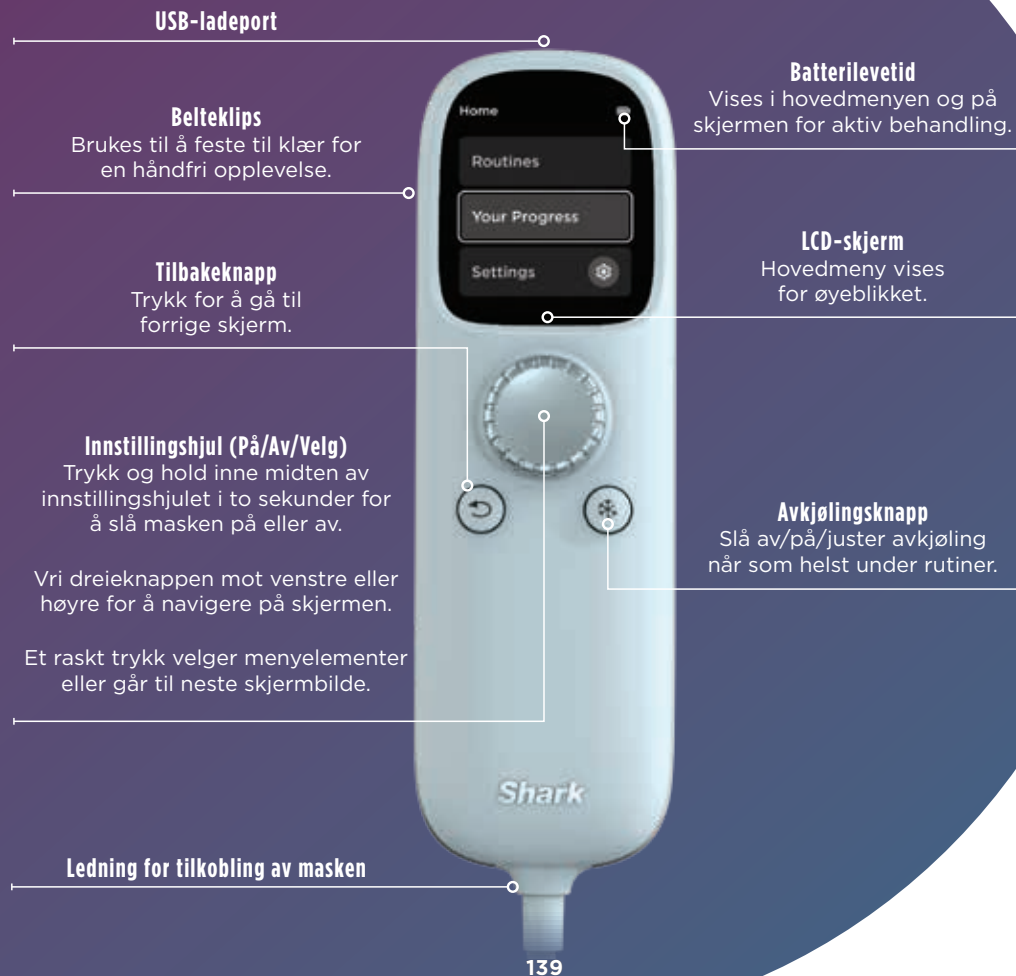 USB-ladeport
Belteklips
Brukes til å feste til klær for
en håndfri opplevelse.
Tilbakeknapp
Trykk for å gå til
forrige skjerm.
Innstillingshjul (På/Av/Velg)
Trykk og hold inne midten av
innstillingshjulet i to sekunder for
å slå masken på eller av.
Vri dreieknappen mot venstre eller
høyre for å navigere på skjermen.
Et raskt trykk velger menyelementer
eller går til neste skjermbilde.
Ledning for tilkobling av masken
Home
Routines
Your Progress
Settings
Shark
Batterilevetid
Vises i hovedmenyen og på
skjermen for aktiv behandling.
LCD-skjerm
Hovedmeny vises
for øyeblikket.
Avkjølingsknapp
Slå av/på/juster avkjøling
når som helst under rutiner.
139